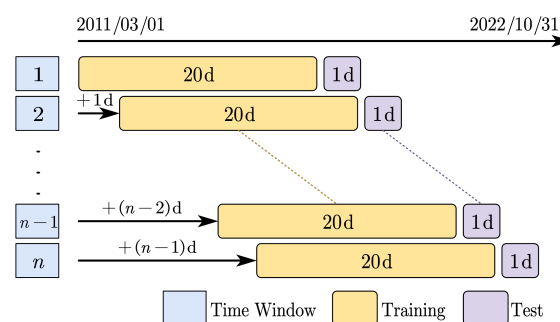 2011/03/01 2022/10/31
1 20d 1d
+1d
2 20d 1d
+(n−2)d
n−1 20d 1d
+(n−1)d
n 20d 1d
Time Window Training Test